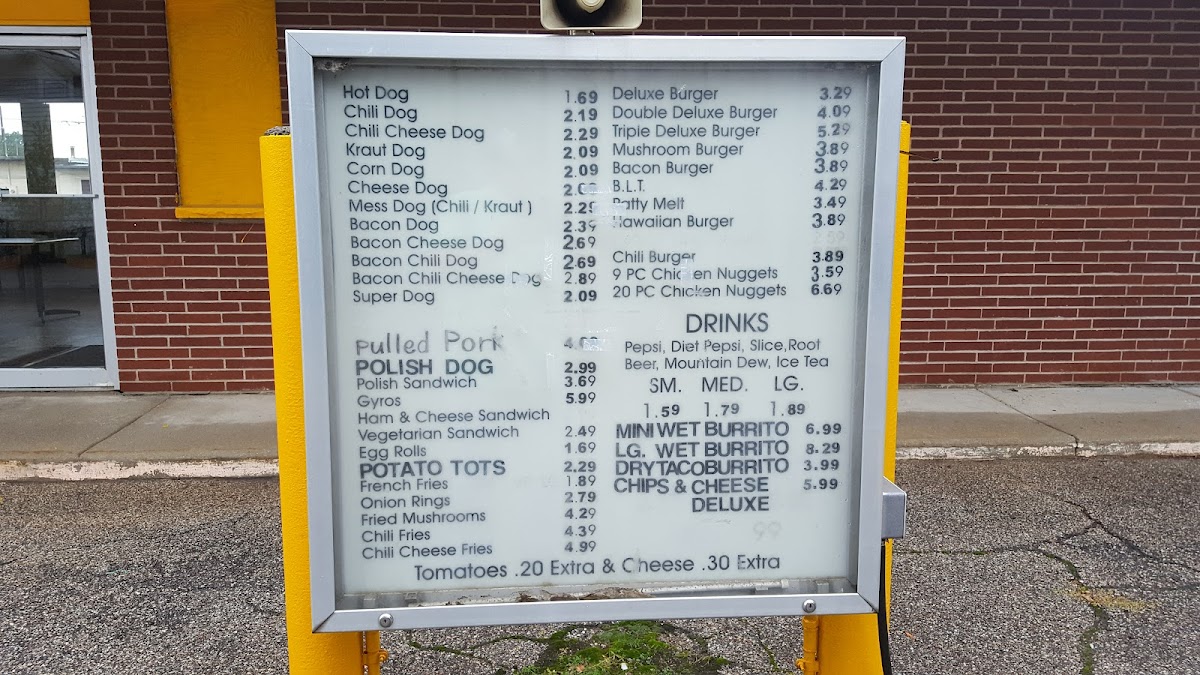 Hot Dog 1.69
Chili Dog 2.19
Chili Cheese Dog 2.29
Kraut Dog 2.09
Corn Dog 2.09
Cheese Dog
Mess Dog (Chili / Kraut ) 2.29
Bacon Dog 2.39
Bacon Cheese Dog 2.69
Bacon Chili Dog 2.69
Bacon Chili Cheese Dog 2.89
Super Dog 2.09
Pulled Pork
POLISH DOG 2.99
Polish Sandwich 3.69
Gyros 5.99
Ham & Cheese Sandwich
Vegetarian Sandwich 2.49
Egg Rolls 1.69
POTATO TOTS 2.29
French Fries 1.89
Onion Rings 2.79
Fried Mushrooms 4.29
Chili Fries 4.39
Chili Cheese Fries 4.99
Deluxe Burger 3.29
Double Deluxe Burger 4.09
Triple Deluxe Burger 5.29
Mushroom Burger 3.89
Bacon Burger 3.89
B.L.T. 4.29
Patty Melt 3.49
Hawaiian Burger 3.89
Chili Burger 3.89
9 PC Chicken Nuggets 3.59
20 PC Chicken Nuggets 6.69
DRINKS
Pepsi, Diet Pepsi, Slice,Root
Beer, Mountain Dew, Ice Tea
SM. MED. LG.
1.59 1.79 1.89
MINI WET BURRITO 6.99
LG. WET BURRITO 8.29
DRYTACOBURRITO 3.99
CHIPS & CHEESE 5.99
DELUXE
99
Tomatoes .20 Extra & Cheese .30 Extra